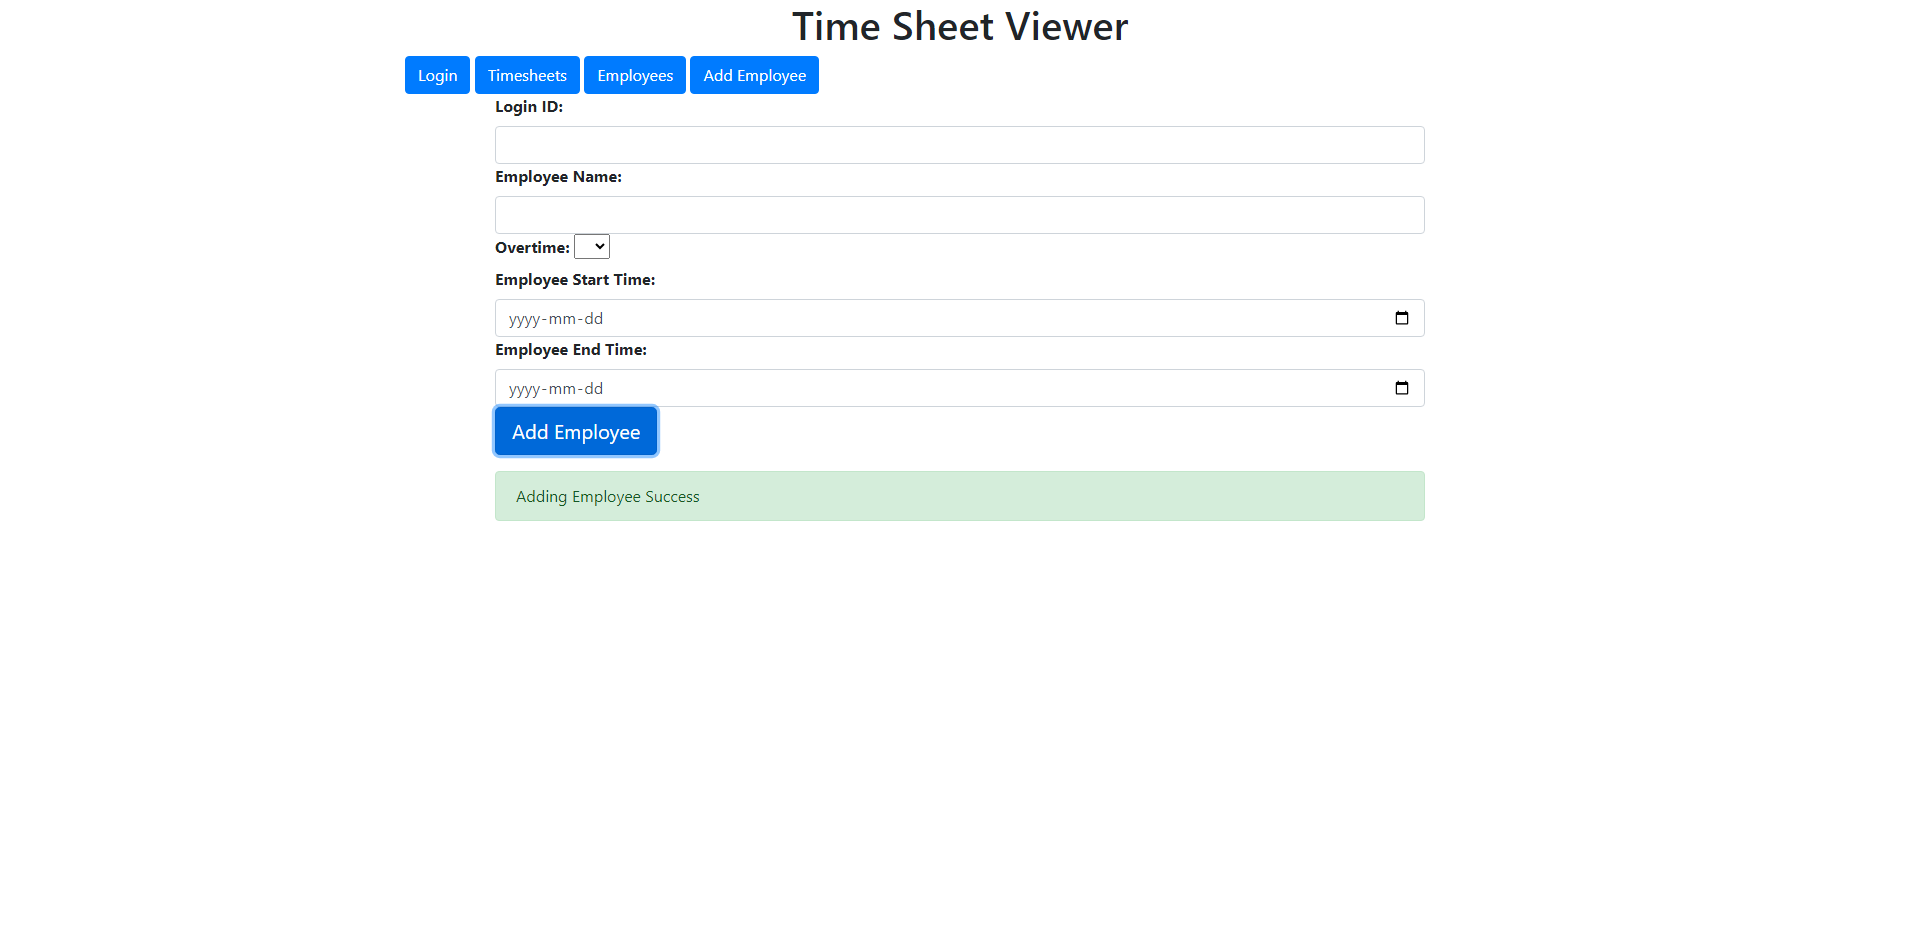 Time Sheet Viewer
Login Timesheets Employees Add Employee
Login ID:
Employee Name:
Overtime:
Employee Start Time:
yyyy-mm-dd
Employee End Time:
yyyy-mm-dd
Add Employee
Adding Employee Success